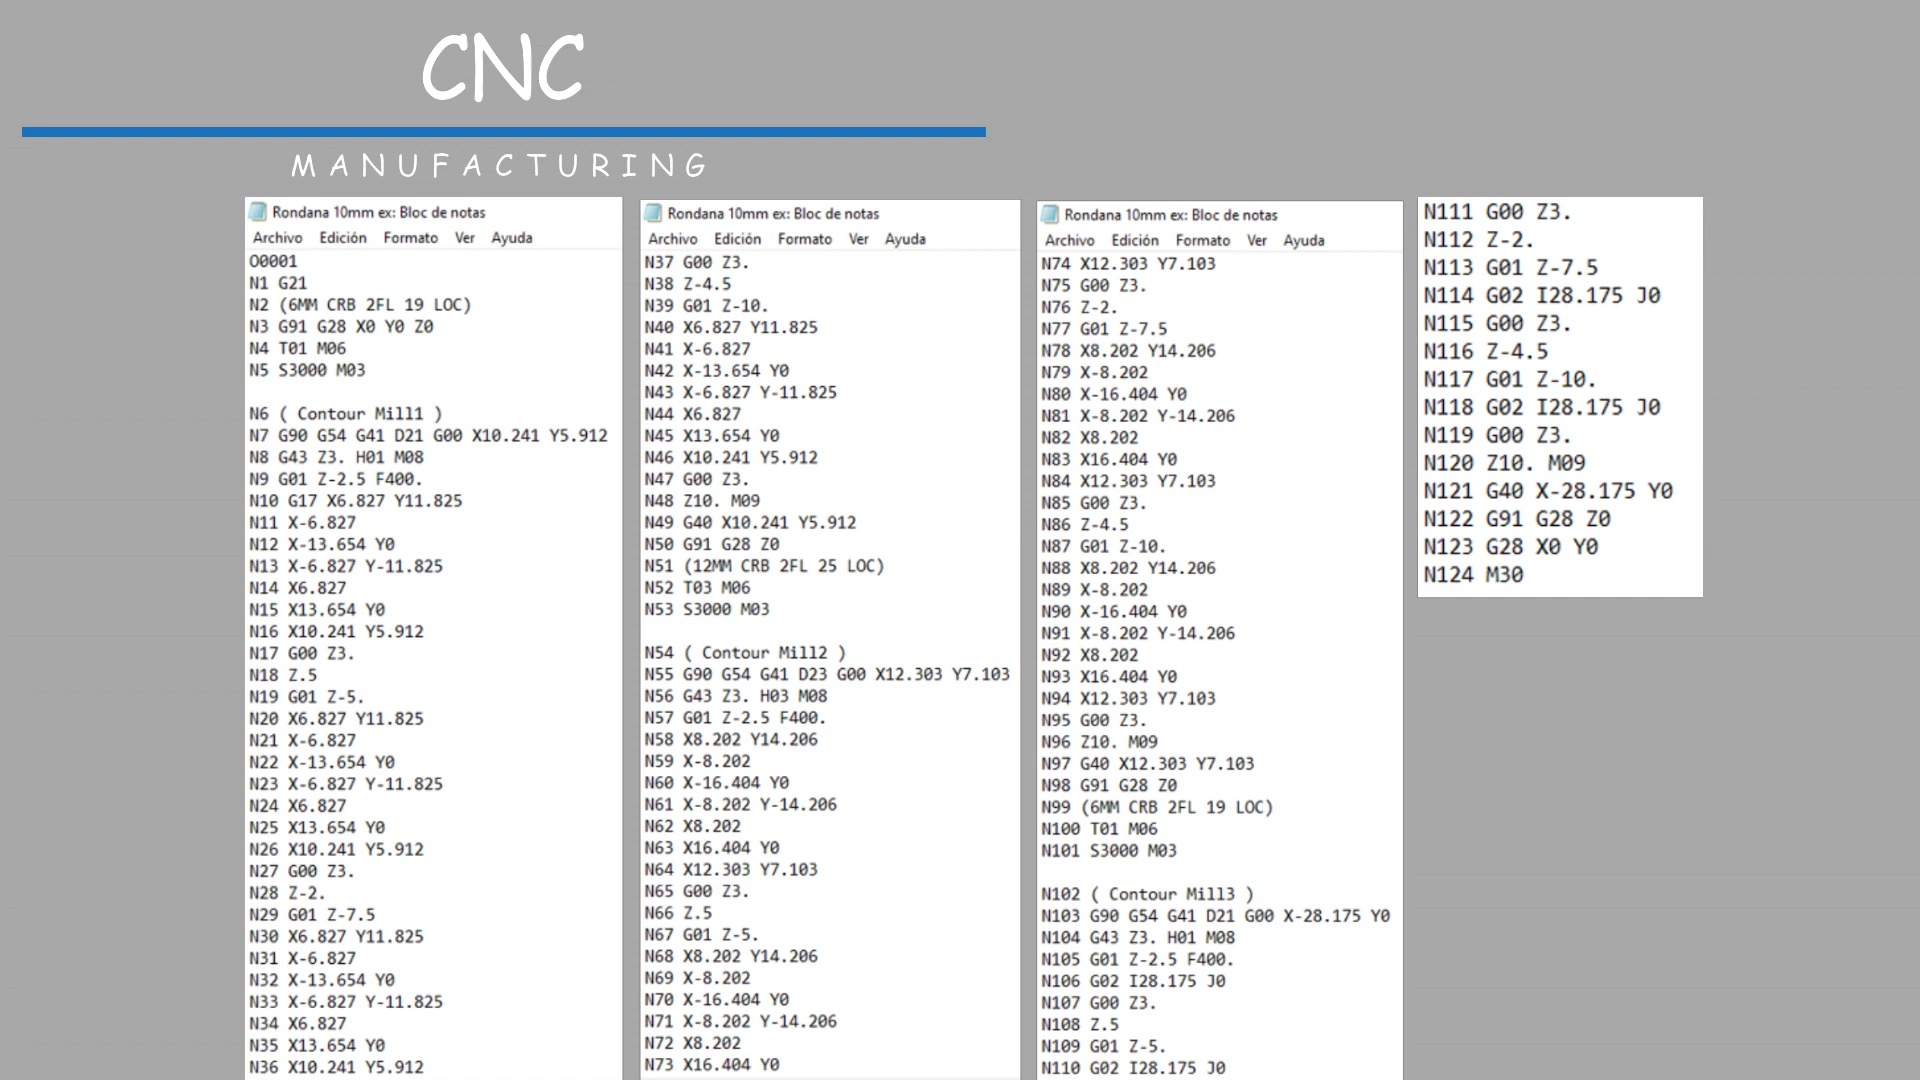 CNC
MANUFACTURING
Rondana 10mm ex: Bloc de notas
Archivo Edición Formato Ver Ayuda
O0001
N1 G21
N2 (6MM CRB 2FL 19 LOC)
N3 G91 G28 X0 Y0 Z0
N4 T01 M06
N5 S3000 M03
N6 ( Contour Mill1 )
N7 G90 G54 G41 D21 G00 X10.241 Y5.912
N8 G43 Z3. H01 M08
N9 G01 Z-2.5 F400.
N10 G17 X6.827 Y11.825
N11 X-6.827
N12 X-13.654 Y0
N13 X-6.827 Y-11.825
N14 X6.827
N15 X13.654 Y0
N16 X10.241 Y5.912
N17 G00 Z3.
N18 Z.5
N19 G01 Z-5.
N20 X6.827 Y11.825
N21 X-6.827
N22 X-13.654 Y0
N23 X-6.827 Y-11.825
N24 X6.827
N25 X13.654 Y0
N26 X10.241 Y5.912
N27 G00 Z3.
N28 Z-2.
N29 G01 Z-7.5
N30 X6.827 Y11.825
N31 X-6.827
N32 X-13.654 Y0
N33 X-6.827 Y-11.825
N34 X6.827
N35 X13.654 Y0
N36 X10.241 Y5.912
Rondana 10mm ex: Bloc de notas
Archivo Edición Formato Ver Ayuda
N37 G00 Z3.
N38 Z-4.5
N39 G01 Z-10.
N40 X6.827 Y11.825
N41 X-6.827
N42 X-13.654 Y0
N43 X-6.827 Y-11.825
N44 X6.827
N45 X13.654 Y0
N46 X10.241 Y5.912
N47 G00 Z3.
N48 Z10. M09
N49 G40 X10.241 Y5.912
N50 G91 G28 Z0
N51 (12MM CRB 2FL 25 LOC)
N52 T03 M06
N53 S3000 M03
N54 ( Contour Mill2 )
N55 G90 G54 G41 D23 G00 X12.303 Y7.103
N56 G43 Z3. H03 M08
N57 G01 Z-2.5 F400.
N58 X8.202 Y14.206
N59 X-8.202
N60 X-16.404 Y0
N61 X-8.202 Y-14.206
N62 X8.202
N63 X16.404 Y0
N64 X12.303 Y7.103
N65 G00 Z3.
N66 Z.5
N67 G01 Z-5.
N68 X8.202 Y14.206
N69 X-8.202
N70 X-16.404 Y0
N71 X-8.202 Y-14.206
N72 X8.202
N73 X16.404 Y0
Rondana 10mm ex: Bloc de notas
Archivo Edición Formato Ver Ayuda
N74 X12.303 Y7.103
N75 G00 Z3.
N76 Z-2.
N77 G01 Z-7.5
N78 X8.202 Y14.206
N79 X-8.202
N80 X-16.404 Y0
N81 X-8.202 Y-14.206
N82 X8.202
N83 X16.404 Y0
N84 X12.303 Y7.103
N85 G00 Z3.
N86 Z-4.5
N87 G01 Z-10.
N88 X8.202 Y14.206
N89 X-8.202
N90 X-16.404 Y0
N91 X-8.202 Y-14.206
N92 X8.202
N93 X16.404 Y0
N94 X12.303 Y7.103
N95 G00 Z3.
N96 Z10. M09
N97 G40 X12.303 Y7.103
N98 G91 G28 Z0
N99 (6MM CRB 2FL 19 LOC)
N100 T01 M06
N101 S3000 M03
N102 ( Contour Mill3 )
N103 G90 G54 G41 D21 G00 X-28.175 Y0
N104 G43 Z3. H01 M08
N105 G01 Z-2.5 F400.
N106 G02 I28.175 J0
N107 G00 Z3.
N108 Z.5
N109 G01 Z-5.
N110 G02 I28.175 J0
N111 G00 Z3.
N112 Z-2.
N113 G01 Z-7.5
N114 G02 I28.175 J0
N115 G00 Z3.
N116 Z-4.5
N117 G01 Z-10.
N118 G02 I28.175 J0
N119 G00 Z3.
N120 Z10. M09
N121 G40 X-28.175 Y0
N122 G91 G28 Z0
N123 G28 X0 Y0
N124 M30